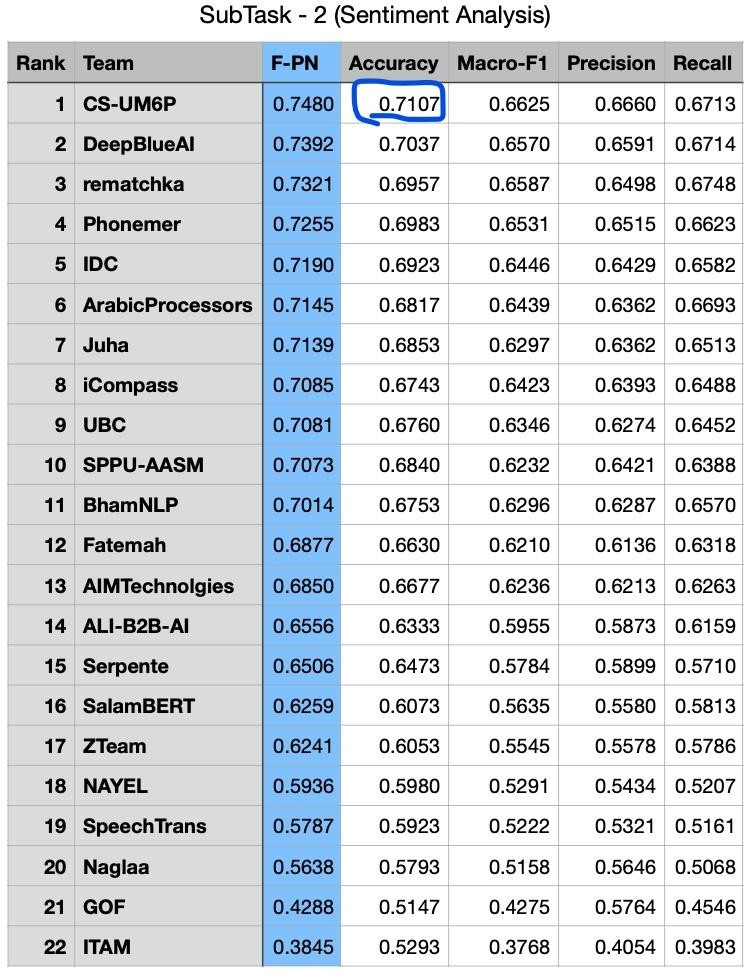 SubTask - 2 (Sentiment Analysis)
Rank Team F-PN Accuracy Macro-F1 Precision Recall
1 CS-UM6P 0.7480 0.7107 0.6625 0.6660 0.6713
2 DeepBlueAI 0.7392 0.7037 0.6570 0.6591 0.6714
3 rematchka 0.7321 0.6957 0.6587 0.6498 0.6748
4 Phonemer 0.7255 0.6983 0.6531 0.6515 0.6623
5 IDC 0.7190 0.6923 0.6446 0.6429 0.6582
6 ArabicProcessors 0.7145 0.6817 0.6439 0.6362 0.6693
7 Juha 0.7139 0.6853 0.6297 0.6362 0.6513
8 iCompass 0.7085 0.6743 0.6423 0.6393 0.6488
9 UBC 0.7081 0.6760 0.6346 0.6274 0.6452
10 SPPU-AASM 0.7073 0.6840 0.6232 0.6421 0.6388
11 BhamNLP 0.7014 0.6753 0.6296 0.6287 0.6570
12 Fatemah 0.6877 0.6630 0.6210 0.6136 0.6318
13 AIMTechnolgies 0.6850 0.6677 0.6236 0.6213 0.6263
14 ALI-B2B-AI 0.6556 0.6333 0.5955 0.5873 0.6159
15 Serpente 0.6506 0.6473 0.5784 0.5899 0.5710
16 SalamBERT 0.6259 0.6073 0.5635 0.5580 0.5813
17 ZTeam 0.6241 0.6053 0.5545 0.5578 0.5786
18 NAYEL 0.5936 0.5980 0.5291 0.5434 0.5207
19 SpeechTrans 0.5787 0.5923 0.5222 0.5321 0.5161
20 Naglaa 0.5638 0.5793 0.5158 0.5646 0.5068
21 GOF 0.4288 0.5147 0.4275 0.5764 0.4546
22 ITAM 0.3845 0.5293 0.3768 0.4054 0.3983